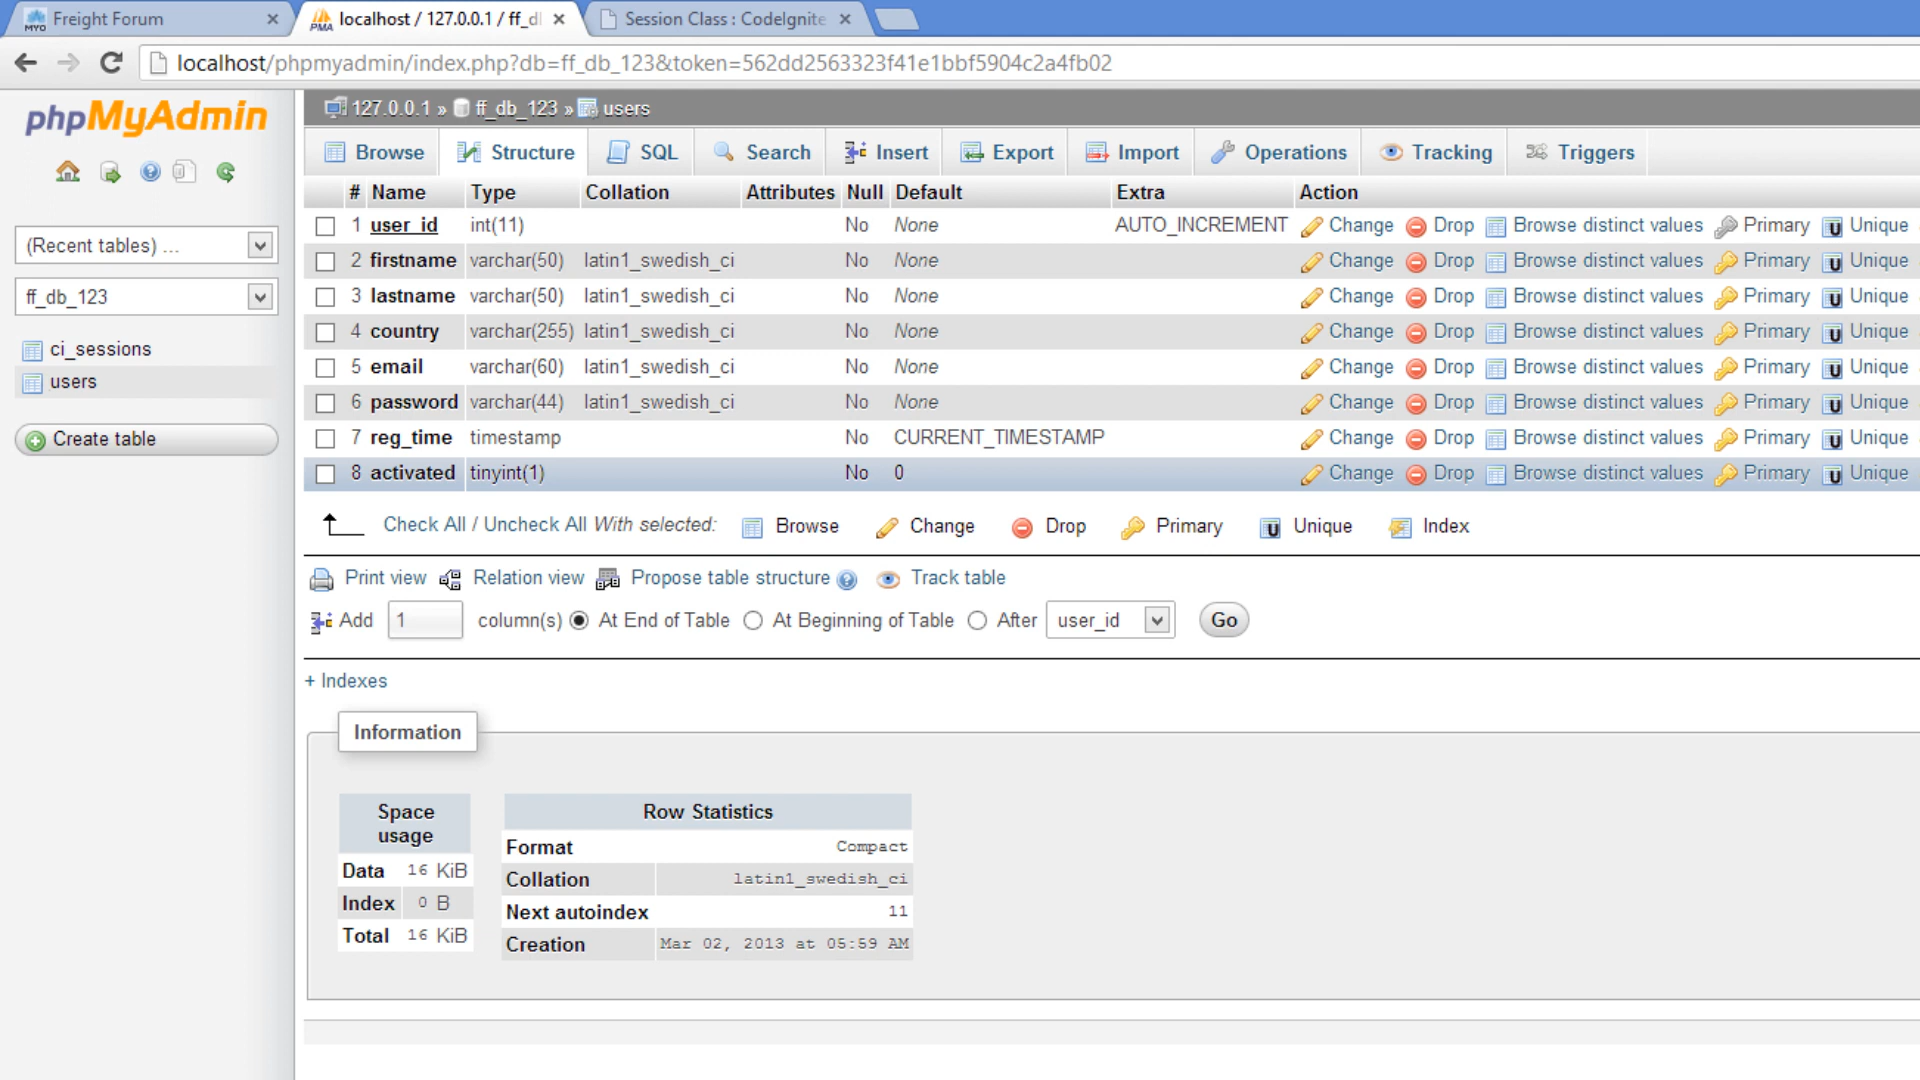 Freight Forum
localhost / 127.0.0.1 / ff_d
Session Class : CodeIgnite
localhost/phpmyadmin/index.php?db=ff_db_123&token=562dd2563323f41e1bbf5904c2a4fb02
phpMyAdmin
(Recent tables) ...
ff_db_123
ci_sessions
users
Create table
127.0.0.1 » ff_db_123 » users
Browse Structure SQL Search Insert Export Import Operations Tracking Triggers
# Name Type Collation Attributes Null Default Extra Action
1 user_id int(11) No None AUTO_INCREMENT Change Drop Browse distinct values Primary Unique
2 firstname varchar(50) latin1_swedish_ci No None Change Drop Browse distinct values Primary Unique
3 lastname varchar(50) latin1_swedish_ci No None Change Drop Browse distinct values Primary Unique
4 country varchar(255) latin1_swedish_ci No None Change Drop Browse distinct values Primary Unique
5 email varchar(60) latin1_swedish_ci No None Change Drop Browse distinct values Primary Unique
6 password varchar(44) latin1_swedish_ci No None Change Drop Browse distinct values Primary Unique
7 reg_time timestamp No CURRENT_TIMESTAMP Change Drop Browse distinct values Primary Unique
8 activated tinyint(1) No 0 Change Drop Browse distinct values Primary Unique
Check All / Uncheck All With selected: Browse Change Drop Primary Unique Index
Print view Relation view Propose table structure Track table
Add 1 column(s) At End of Table At Beginning of Table After user_id Go
+ Indexes
Information
Space usage
Data 16 KiB
Index 0 B
Total 16 KiB
Row Statistics
Format Compact
Collation latin1_swedish_ci
Next autoindex 11
Creation Mar 02, 2013 at 05:59 AM